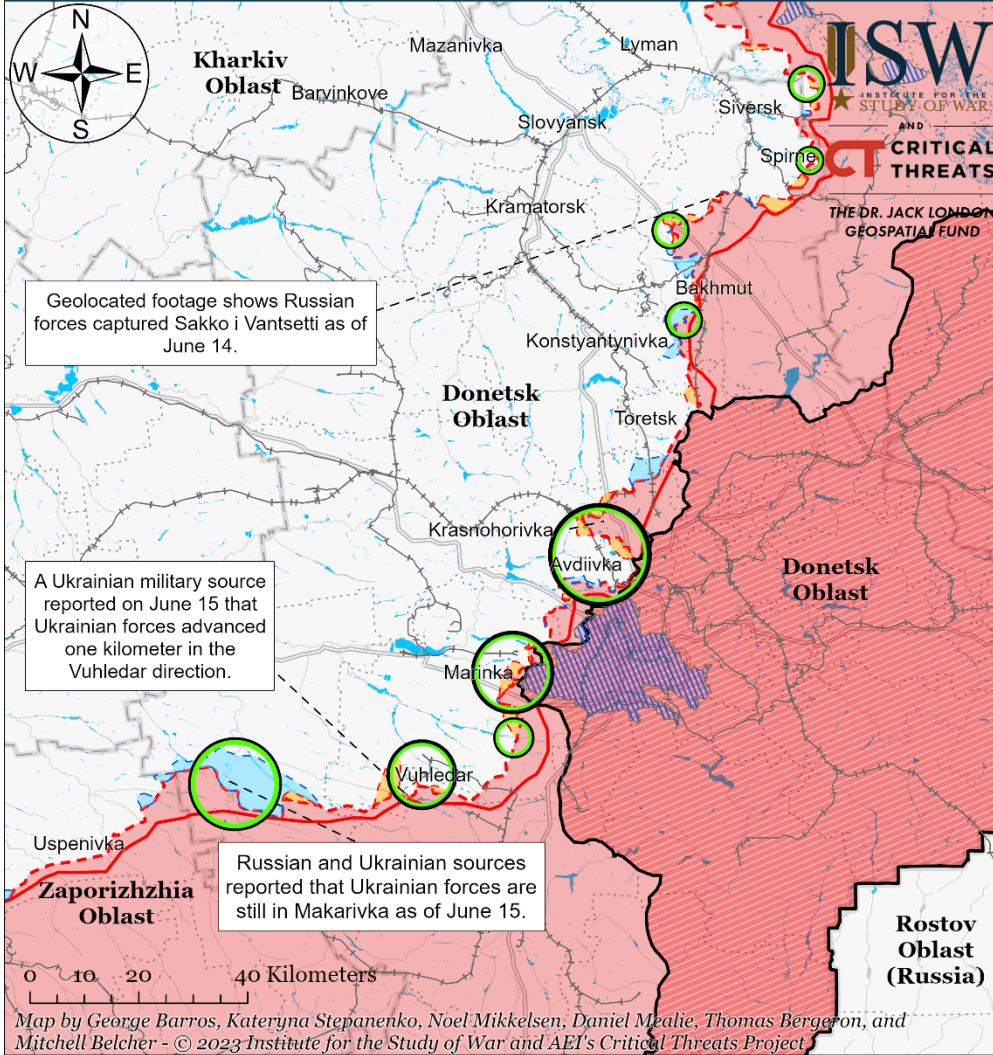 N
W
E
S
Kharkiv
Oblast
Mazanivka
Lyman
Barvinkove
Slovyansk
Siversk
Spirne
ISW
INSTITUTE FOR THE
STUDY OF WAR
AND
CT CRITICAL
THREATS
THE DR. JACK LONDON
GEOSPATIAL FUND
Kramatorsk
Bakhmut
Geolocated footage shows Russian
forces captured Sakko i Vantsetti as of
June 14.
Konstyantynivka
Donetsk
Oblast
Toretsk
Krasnohorivka
Avdiivka
Donetsk
Oblast
A Ukrainian military source
reported on June 15 that
Ukrainian forces advanced
one kilometer in the
Vuhledar direction.
Marinka
Vuhledar
Uspenivka
Russian and Ukrainian sources
reported that Ukrainian forces are
still in Makarivka as of June 15.
Zaporizhzhia
Oblast
Rostov
Oblast
(Russia)
0 10 20 40 Kilometers
Map by George Barros, Kateryna Stepanenko, Noel Mikkelsen, Daniel Mealie, Thomas Bergeron, and
Mitchell Belcher - © 2023 Institute for the Study of War and AEI's Critical Threats Project